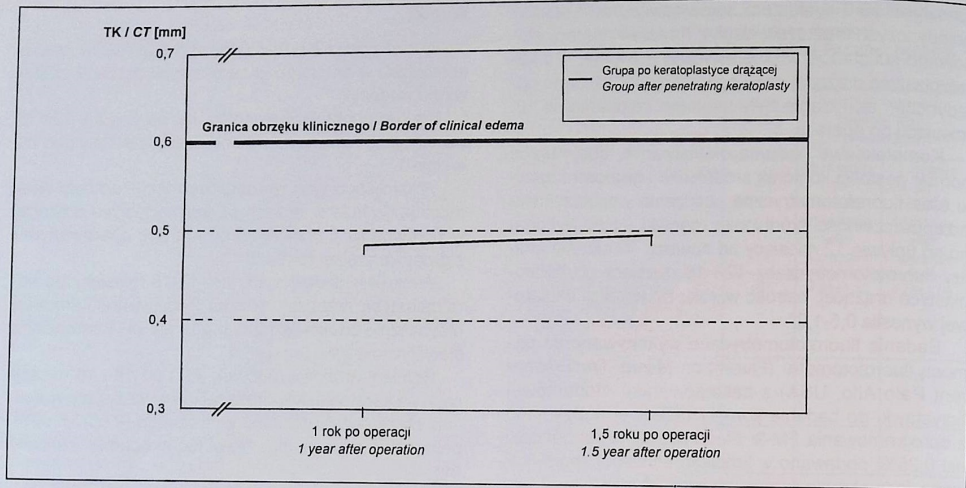 TK / CT [mm]
0,7
Grupa po keratoplastyce drążącej
Group after penetrating keratoplasty
Granica obrzęku klinicznego / Border of clinical edema
0,6
0,5
0,4
0,3
1 rok po operacji
1 year after operation
1,5 roku po operacji
1.5 year after operation